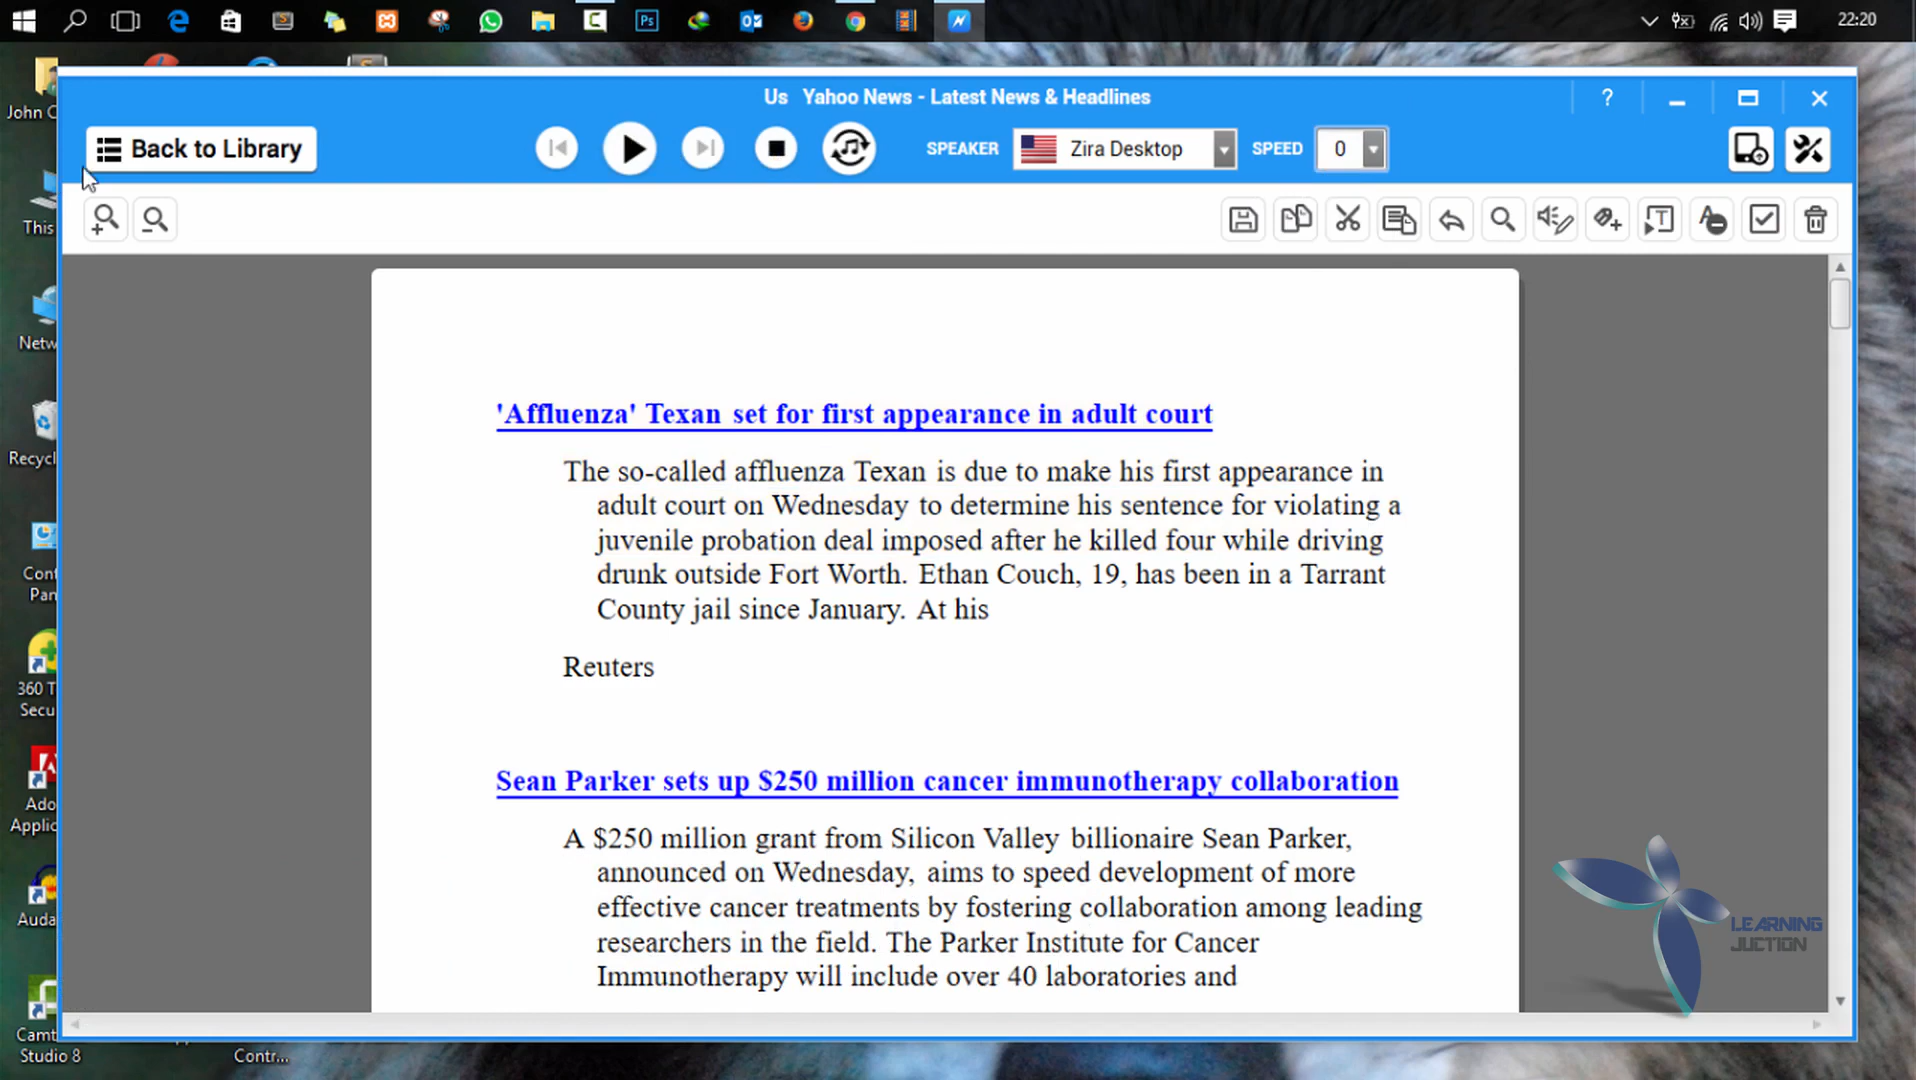 22:20
John C
Us Yahoo News - Latest News & Headlines
?
Back to Library
SPEAKER Zira Desktop SPEED 0
This
Netw
Recycl
Cont
Pan
360 T
Secu
Ado
Applic
Auda
Camt
Studio 8
Contr...
'Affluenza' Texan set for first appearance in adult court
The so-called affluenza Texan is due to make his first appearance in
adult court on Wednesday to determine his sentence for violating a
juvenile probation deal imposed after he killed four while driving
drunk outside Fort Worth. Ethan Couch, 19, has been in a Tarrant
County jail since January. At his
Reuters
Sean Parker sets up $250 million cancer immunotherapy collaboration
A $250 million grant from Silicon Valley billionaire Sean Parker,
announced on Wednesday, aims to speed development of more
effective cancer treatments by fostering collaboration among leading
researchers in the field. The Parker Institute for Cancer
Immunotherapy will include over 40 laboratories and
LEARNING
JUCTION